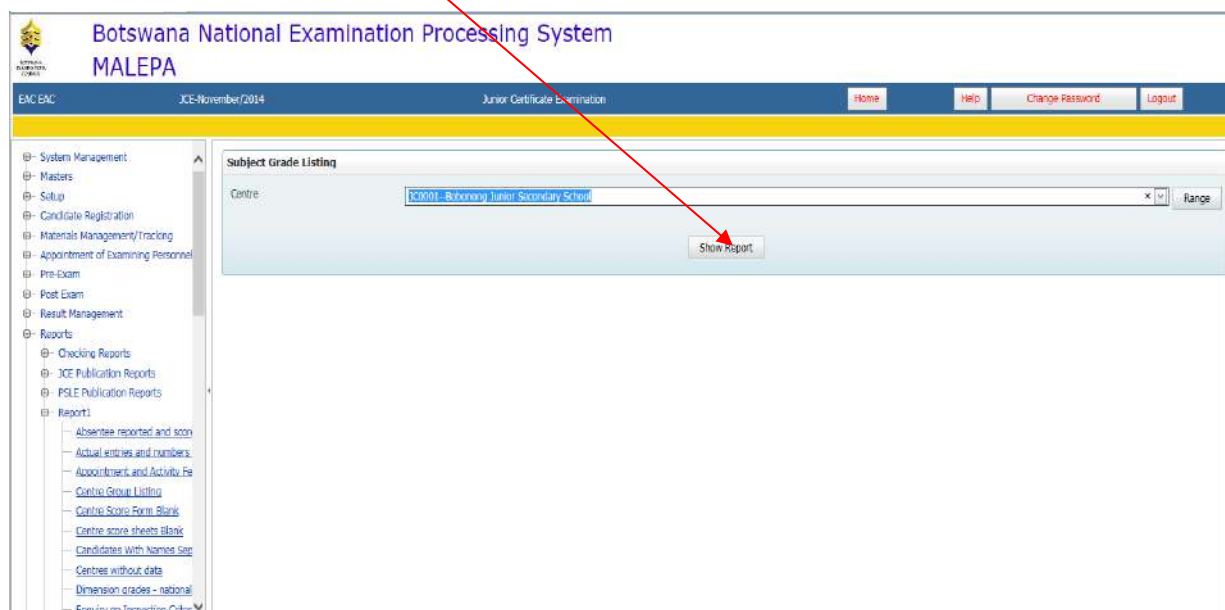 Botswana National Examination Processing System
MALEPA
EAC EAC JCE-November/2014 Junior Certificate Examination Home Help Change Password Logout
System Management
Masters
Setup
Candidate Registration
Materials Management/Tracking
Appointment of Examining Personnel
Pre-Exam
Post Exam
Result Management
Reports
Checking Reports
JCE Publication Reports
PSLE Publication Reports
Report1
Absentee reported and score
Actual entries and numbers
Appointment and Activity Fe
Centre Group Listing
Centre Score Form Blank
Centre score sheets Blank
Candidates With Names Sep
Centres without data
Dimension grades - national
Enquiry on Inspection
Subject Grade Listing
Centre JC0001--Bobonong Junior Secondary School × Range
Show Report